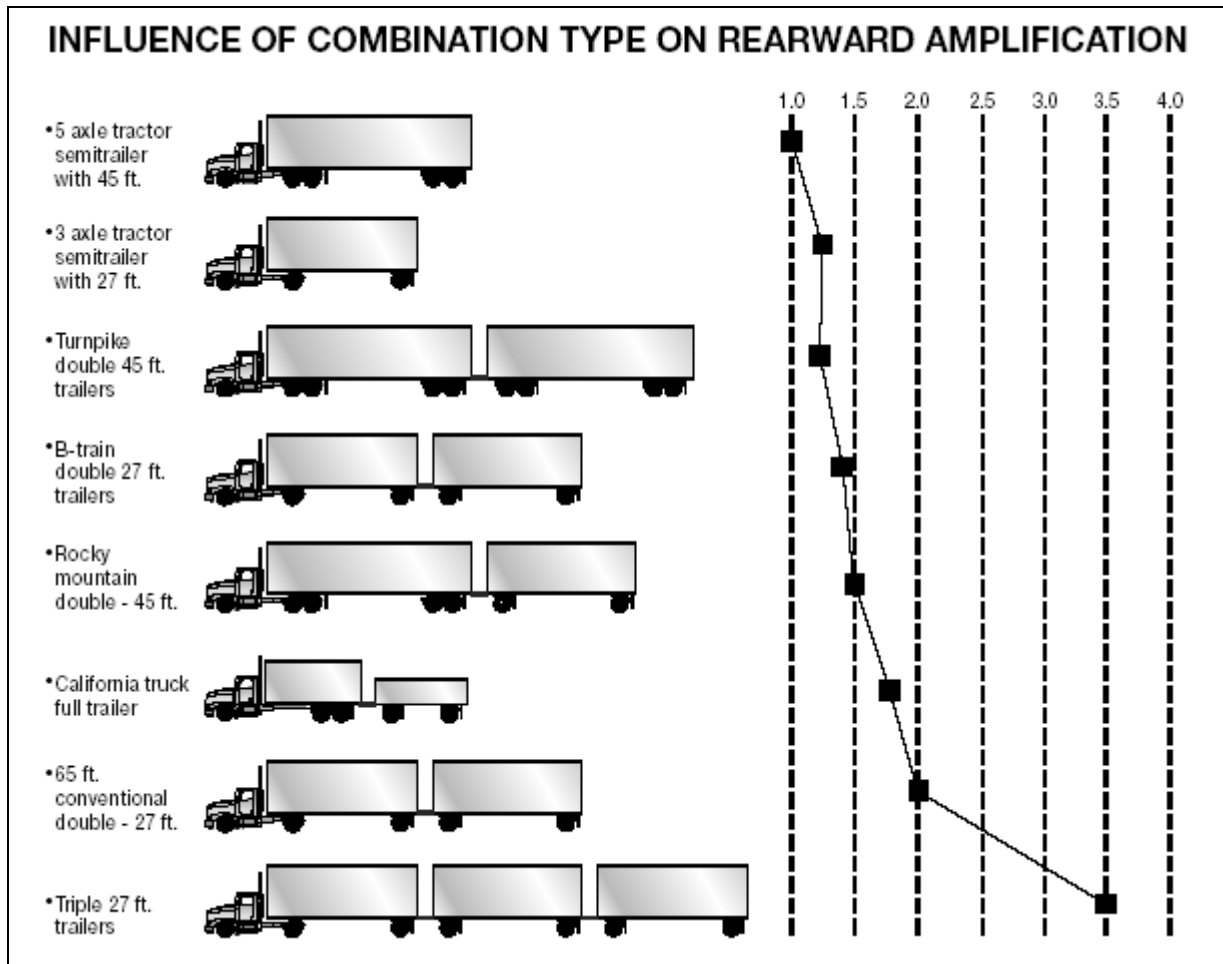 INFLUENCE OF COMBINATION TYPE ON REARWARD AMPLIFICATION
1.0 1.5 2.0 2.5 3.0 3.5 4.0
•5 axle tractor
semitrailer
with 45 ft.
•3 axle tractor
semitrailer
with 27 ft.
•Turnpike
double 45 ft.
trailers
•B-train
double 27 ft.
trailers
•Rocky
mountain
double - 45 ft.
•California truck
full trailer
•65 ft.
conventional
double - 27 ft.
•Triple 27 ft.
trailers